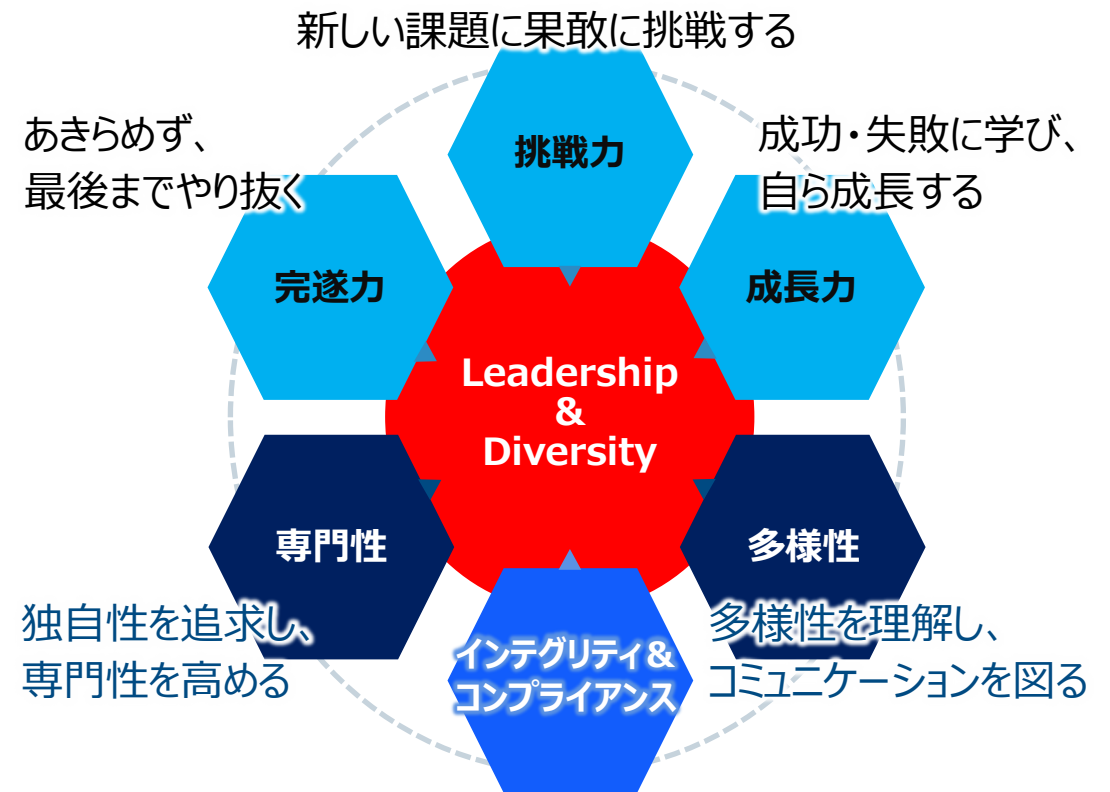 新しい課題に果敢に挑戦する
挑戦力
あきらめず、
最後までやり抜く
完遂力
成功・失敗に学び、
自ら成長する
成長力
Leadership
&
Diversity
専門性
独自性を追求し、
専門性を高める
多様性
多様性を理解し、
コミュニケーションを図る
インテグリティ&
コンプライアンス